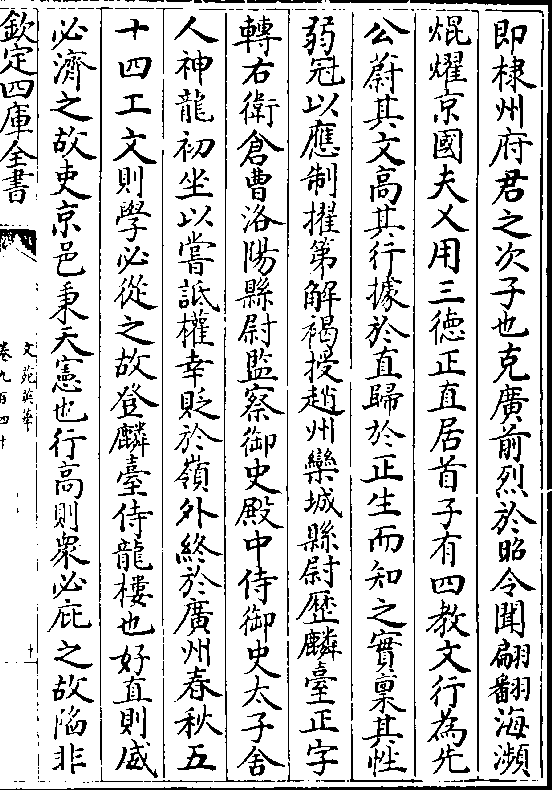 即棣州府君之次子也克廣前烈於昭令聞翩翻海瀕
焜燿京國夫乂用三德正直居首子有四教文行為先
公蔚其文高其行據於直歸於正生而知之實稟其性
弱冠以應制擢第解褐授趙州欒城縣尉歴麟臺正字
轉右衛倉曹洛陽縣尉監察御史殿中侍御史太子舍
人神龍初坐以嘗詆權幸貶於嶺外終於廣州春秋五
十四工文則學必從之故登麟臺侍龍樓也好直則威
必濟之故吏京邑秉天憲也行高則衆必庇之故陷非
欽定四庫全書
文苑英華
卷九百四十